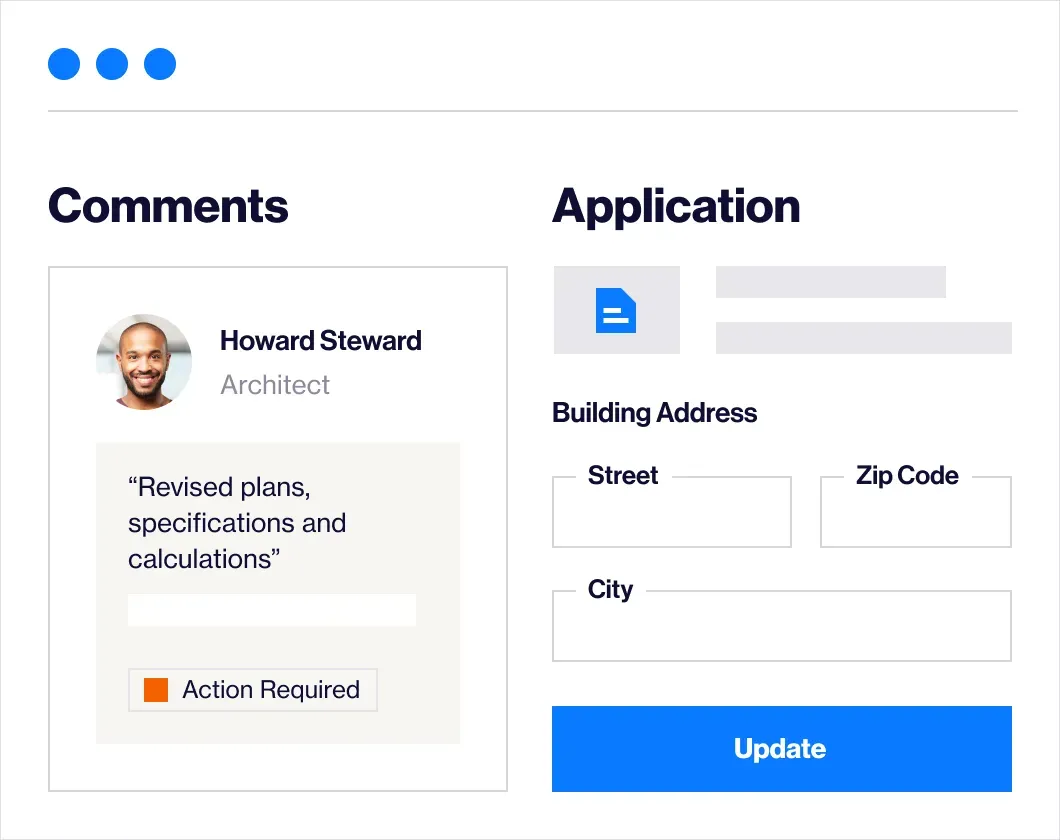 Comments
Howard Steward
Architect
“Revised plans,
specifications and
calculations”
Action Required
Application
Building Address
Street
Zip Code
City
Update